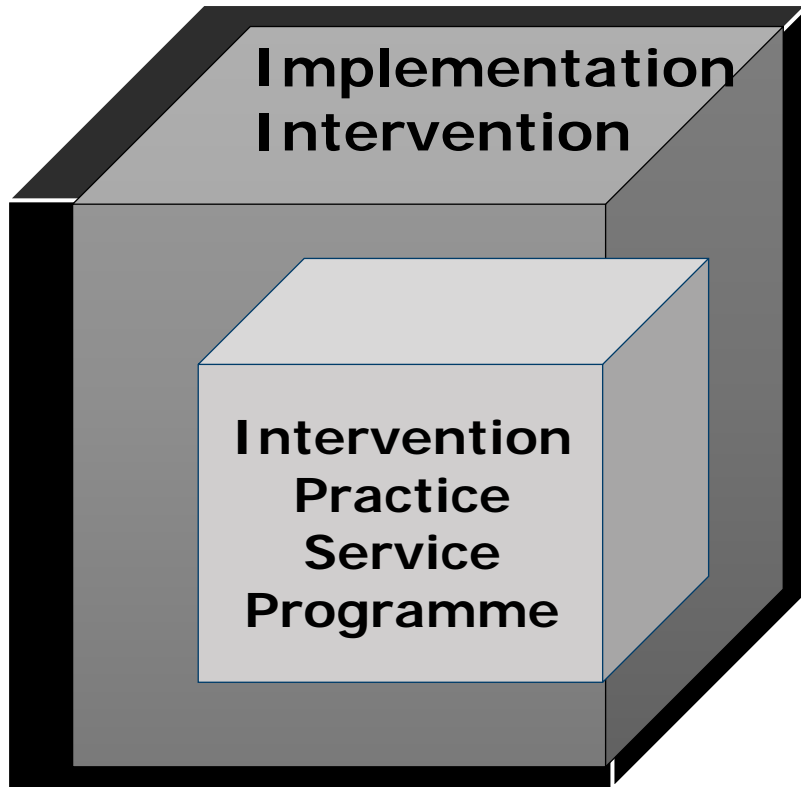 Implementation
Intervention
Intervention
Practice
Service
Programme